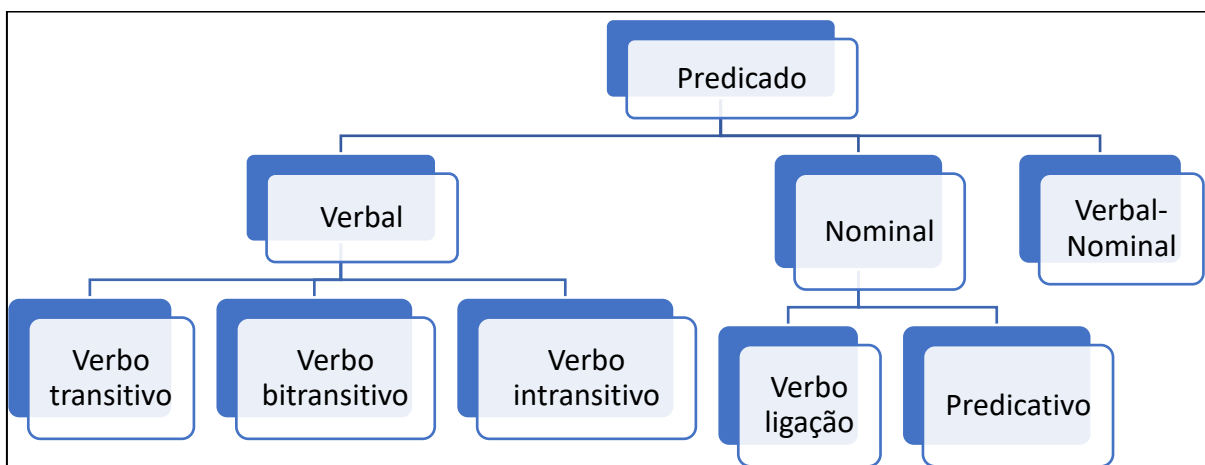 Predicado
Verbal
Nominal
Verbal-
Nominal
Verbo
transitivo
Verbo
bitransitivo
Verbo
intransitivo
Verbo
ligação
Predicativo